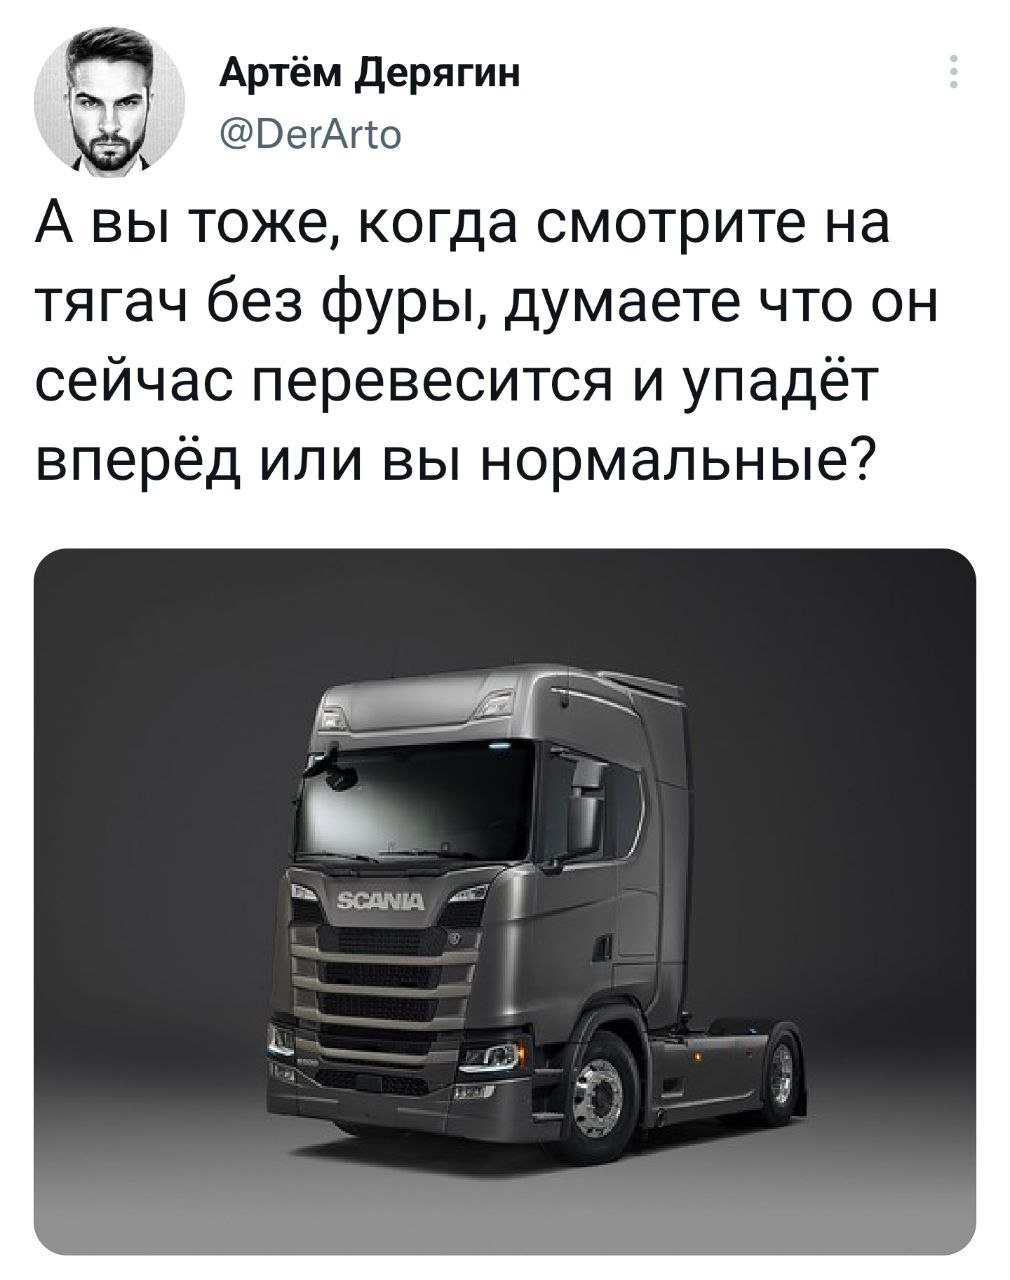 Артём Дерягин
@DerArto
А вы тоже, когда смотрите на
тягач без фуры, думаете что он
сейчас перевесится и упадёт
вперёд или вы нормальные?
SCANIA